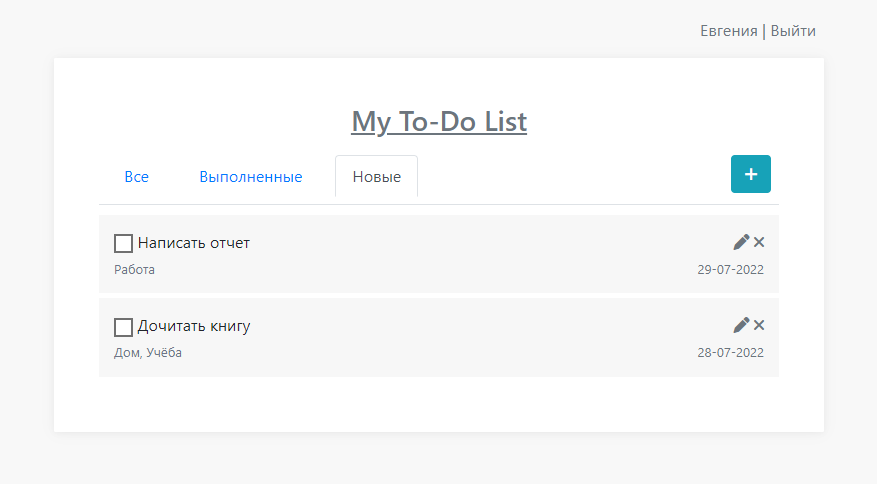 Евгения | Выйти
My To-Do List
Все Выполненные Новые +
Написать отчет
Работа 29-07-2022
Дочитать книгу
Дом, Учёба 28-07-2022